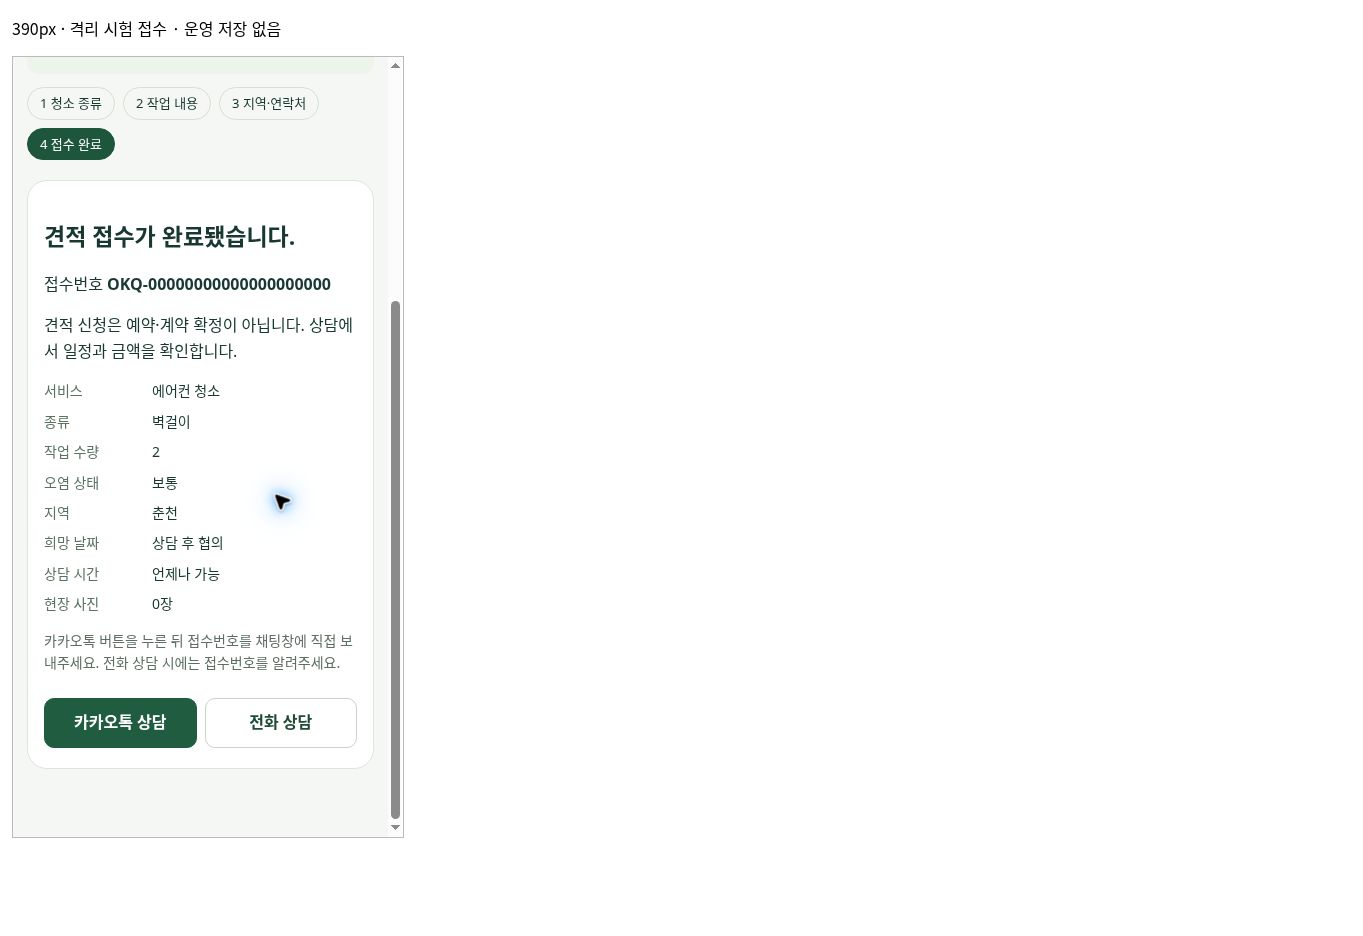 390px · 격리 시험 접수 · 운영 저장 없음
1 청소 종류
2 작업 내용
3 지역·연락처
4 접수 완료
견적 접수가 완료됐습니다.
접수번호 OKQ-00000000000000000000
견적 신청은 예약·계약 확정이 아닙니다. 상담에
서 일정과 금액을 확인합니다.
서비스 에어컨 청소
종류 벽걸이
작업 수량 2
오염 상태 보통
지역 춘천
희망 날짜 상담 후 협의
상담 시간 언제나 가능
현장 사진 0장
카카오톡 버튼을 누른 뒤 접수번호를 채팅창에 직접 보
내주세요. 전화 상담 시에는 접수번호를 알려주세요.
카카오톡 상담
전화 상담